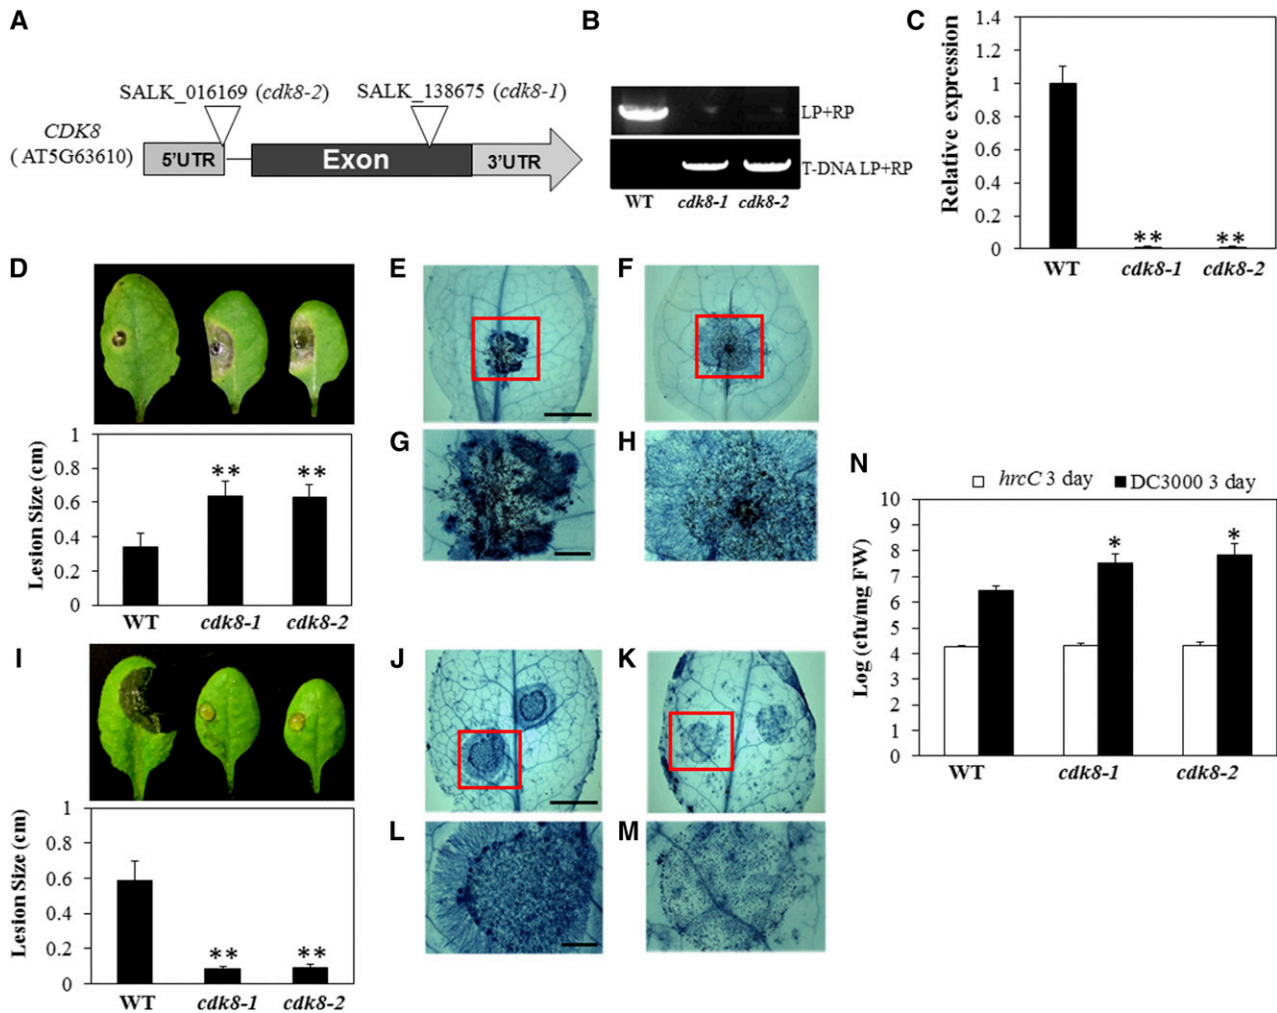 A
SALK_016169 (cdk8-2)
SALK_138675 (cdk8-1)
CDK8
( AT5G63610)
5'UTR
Exon
3'UTR
B
LP+RP
T-DNA LP+RP
WT
cdk8-1
cdk8-2
C
Relative expression
1.4
1.2
1
0.8
0.6
0.4
0.2
0
**
**
WT
cdk8-1
cdk8-2
D
Lesion Size (cm)
1
0.8
0.6
0.4
0.2
0
**
**
WT
cdk8-1
cdk8-2
E
F
G
H
I
Lesion Size (cm)
1
0.8
0.6
0.4
0.2
0
**
**
WT
cdk8-1
cdk8-2
J
K
L
M
N
hrcC 3 day
DC3000 3 day
Log (cfu/mg FW)
10
9
8
7
6
5
4
3
2
1
0
*
*
WT
cdk8-1
cdk8-2